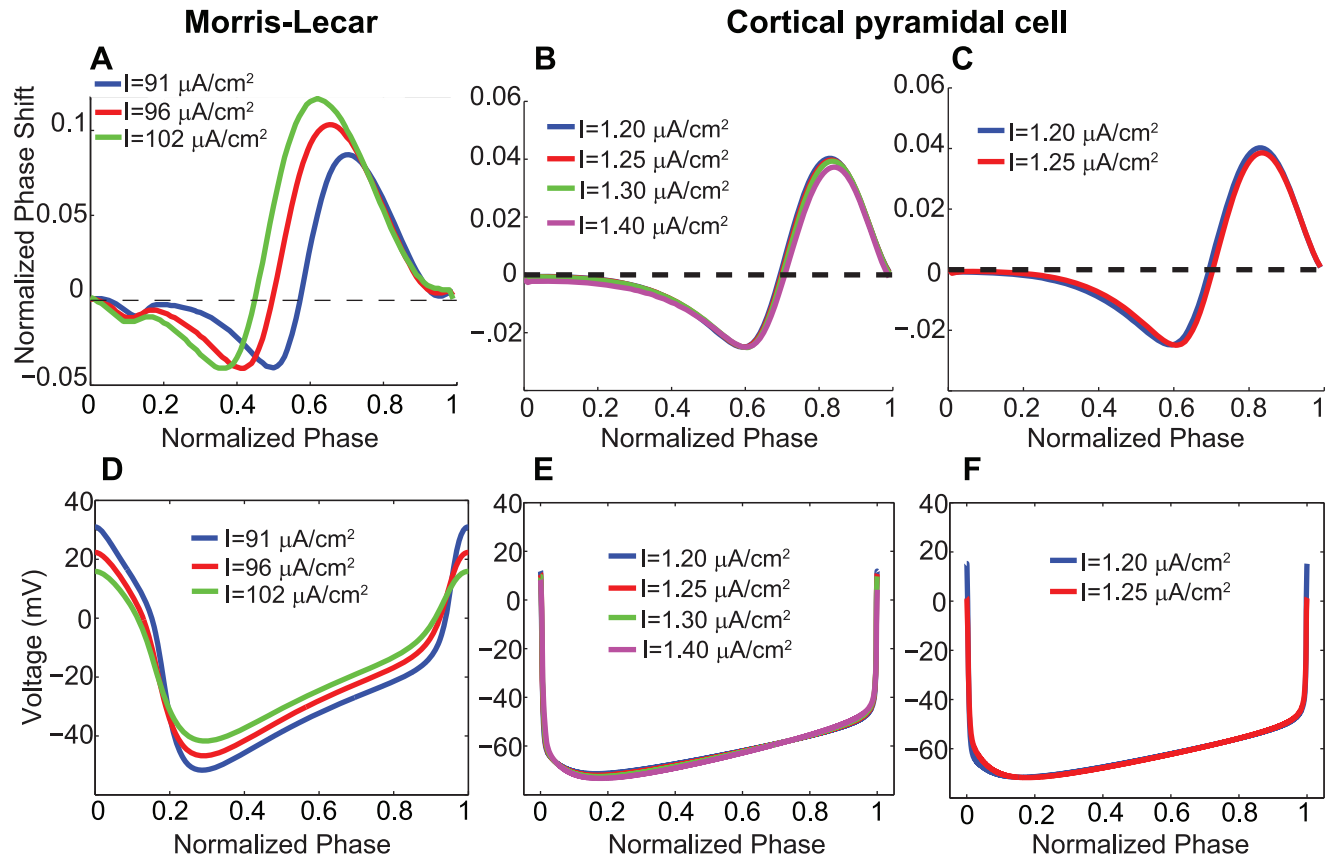 Morris-Lecar
Cortical pyramidal cell
A
I=91 μA/cm²
I=96 μA/cm²
I=102 μA/cm²
Normalized Phase Shift
0.1
0.05
0
−0.05
0 0.2 0.4 0.6 0.8 1
Normalized Phase
B
I=1.20 μA/cm²
I=1.25 μA/cm²
I=1.30 μA/cm²
I=1.40 μA/cm²
0.06
0.04
0.02
0
−.02
0 0.2 0.4 0.6 0.8 1
Normalized Phase
C
I=1.20 μA/cm²
I=1.25 μA/cm²
0.06
0.04
0.02
0
−.02
0 0.2 0.4 0.6 0.8 1
Normalized Phase
D
I=91 μA/cm²
I=96 μA/cm²
I=102 μA/cm²
Voltage (mV)
40
20
0
−20
−40
0 0.2 0.4 0.6 0.8 1
Normalized Phase
E
I=1.20 μA/cm²
I=1.25 μA/cm²
I=1.30 μA/cm²
I=1.40 μA/cm²
40
20
0
−20
−40
−60
0 0.2 0.4 0.6 0.8 1
Normalized Phase
F
I=1.20 μA/cm²
I=1.25 μA/cm²
40
20
0
−20
−40
−60
0 0.2 0.4 0.6 0.8 1
Normalized Phase